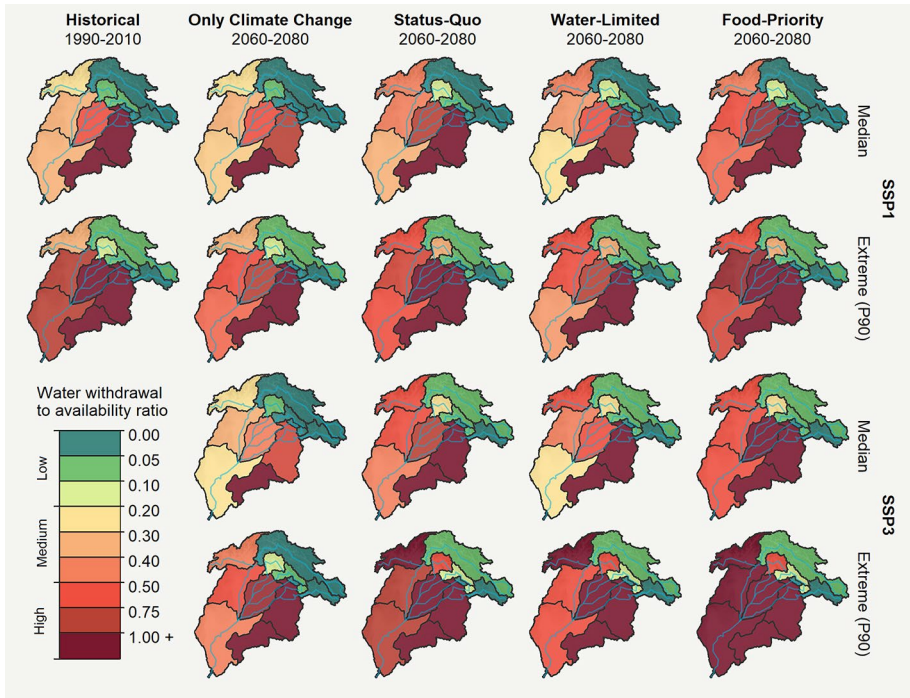 Historical
1990-2010
Only Climate Change
2060-2080
Status-Quo
2060-2080
Water-Limited
2060-2080
Food-Priority
2060-2080
Median
SSP1
Extreme (P90)
Median
SSP3
Extreme (P90)
Water withdrawal
to availability ratio
Low
Medium
High
0.00
0.05
0.10
0.20
0.30
0.40
0.50
0.75
1.00 +